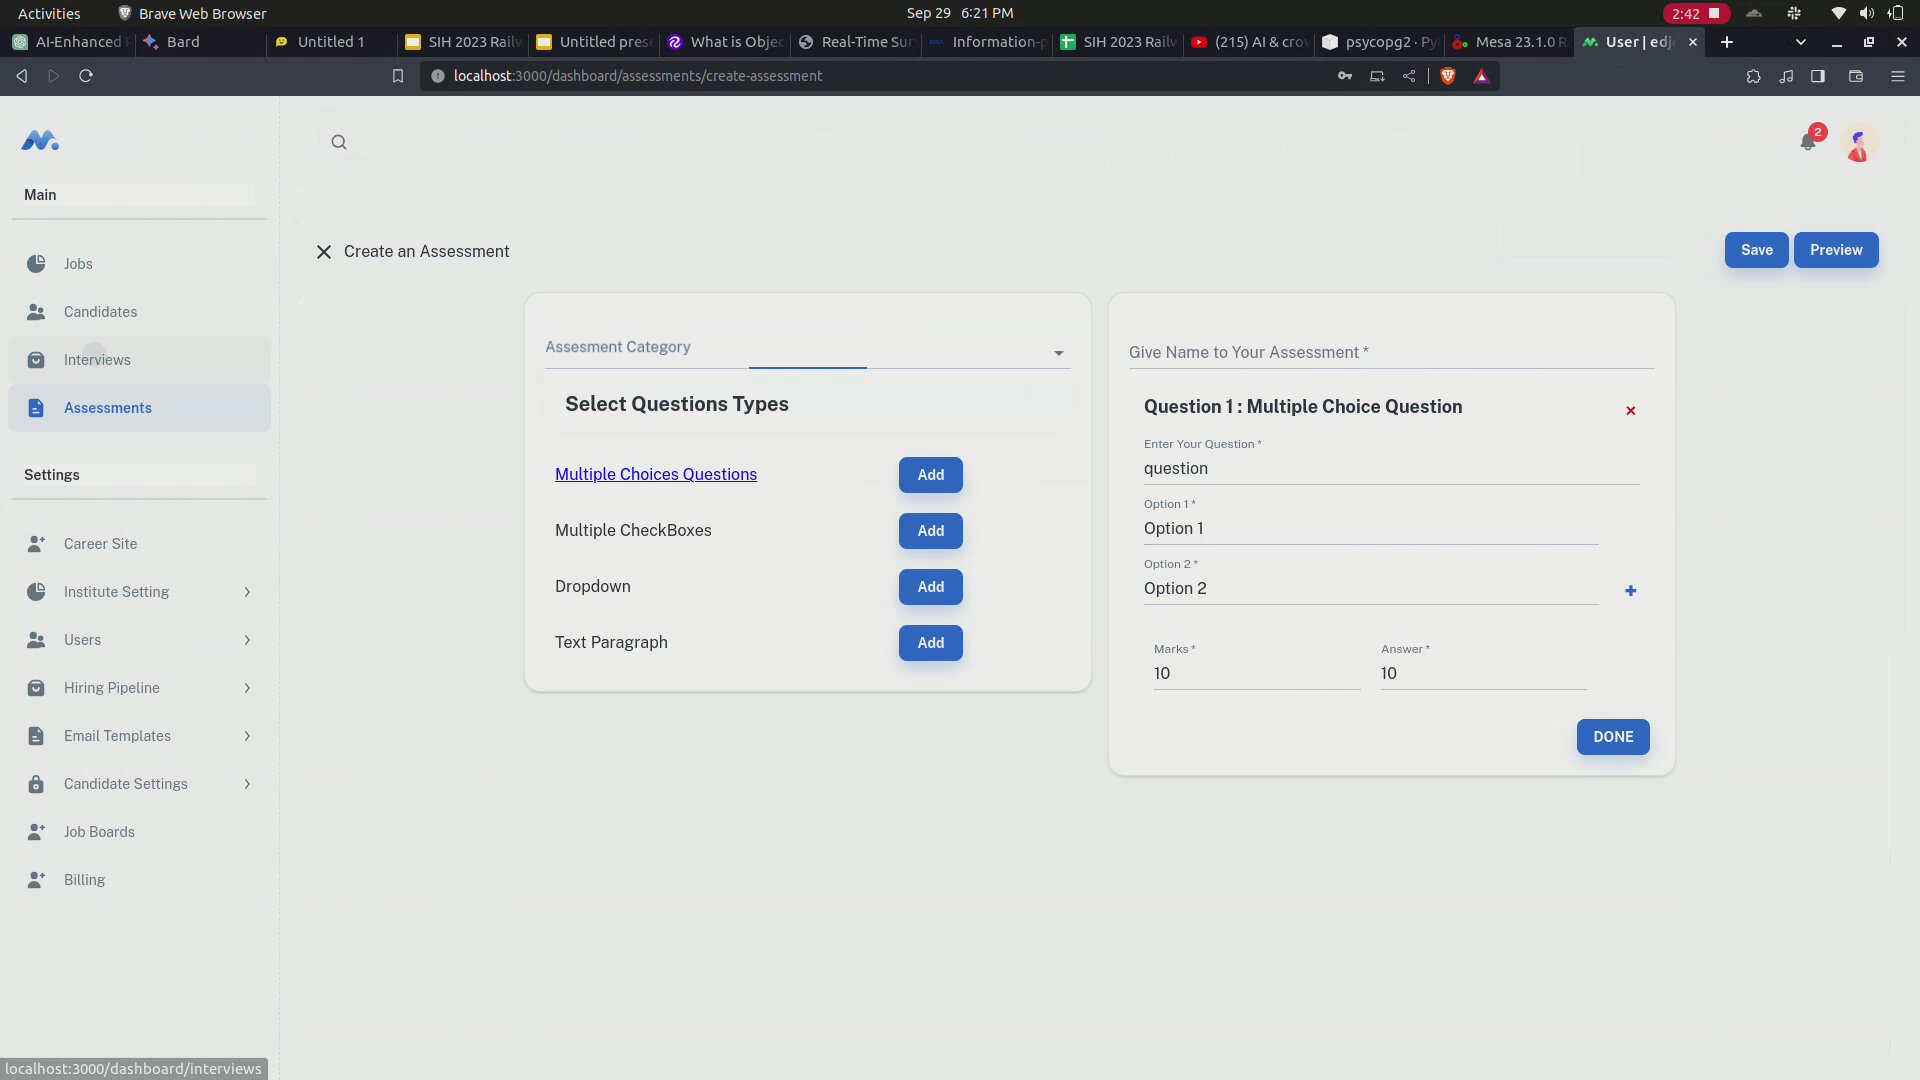 Activities
Brave Web Browser
Sep 29 6:21 PM
2:42
AI-Enhanced
Bard
Untitled 1
SIH 2023 Railw
Untitled prese
What is Objec
Real-Time Sur
Information-p
SIH 2023 Railw
(215) AI & crow
psycopg2 · Py
Mesa 23.1.0 R
User | edj
localhost:3000/dashboard/assessments/create-assessment
2
Main
Jobs
Candidates
Interviews
Assessments
Settings
Career Site
Institute Setting
Users
Hiring Pipeline
Email Templates
Candidate Settings
Job Boards
Billing
Create an Assessment
Save
Preview
Assesment Category
Select Questions Types
Multiple Choices Questions
Add
Multiple CheckBoxes
Add
Dropdown
Add
Text Paragraph
Add
Give Name to Your Assessment *
Question 1 : Multiple Choice Question
Enter Your Question *
question
Option 1 *
Option 1
Option 2 *
Option 2
Marks *
10
Answer *
10
DONE
localhost:3000/dashboard/interviews